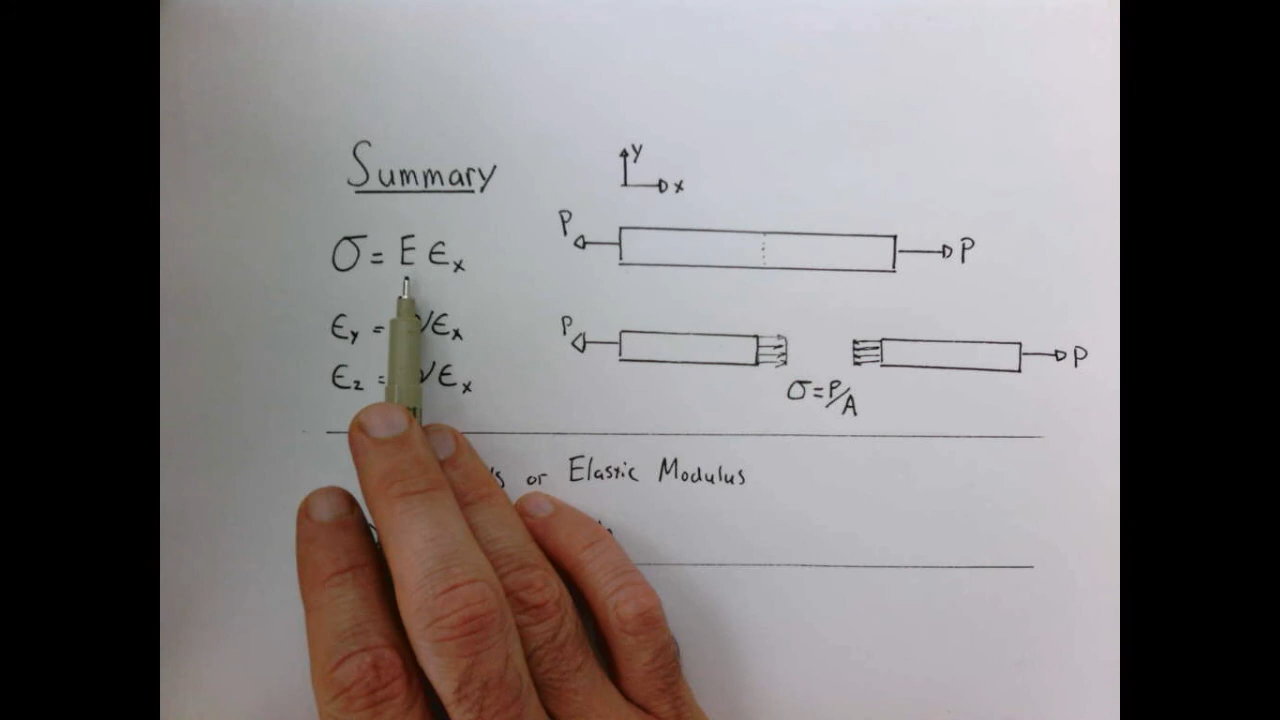 Summary
σ = E ϵx
ϵy = νϵx
ϵz = νϵx
Y
x
P
P
P
P
σ=P/A
or Elastic Modulus